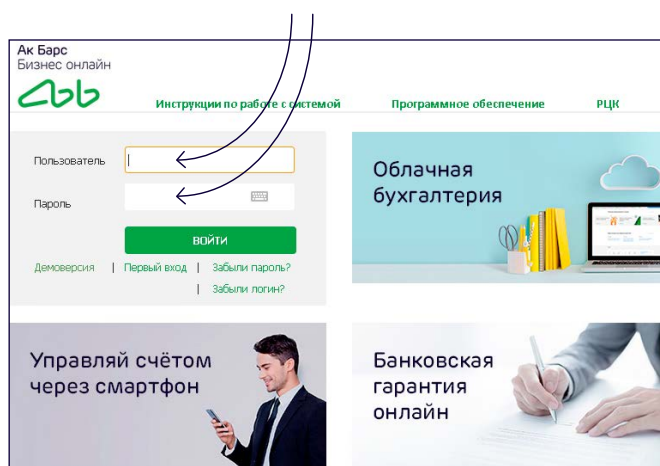 Ак Барс
Бизнес онлайн
Инструкции по работе с системой Программное обеспечение РЦК
Пользователь
Пароль
ВОЙТИ
Демоверсия | Первый вход | Забыли пароль?
| Забыли логин?
Облачная
бухгалтерия
Управляй счётом
через смартфон
Банковская
гарантия
онлайн